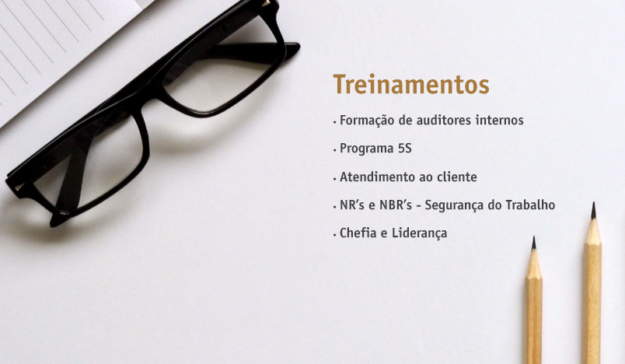 Treinamentos
· Formação de auditores internos
· Programa 5S
· Atendimento ao cliente
· NR's e NBR's - Segurança do Trabalho
· Chefia e Liderança